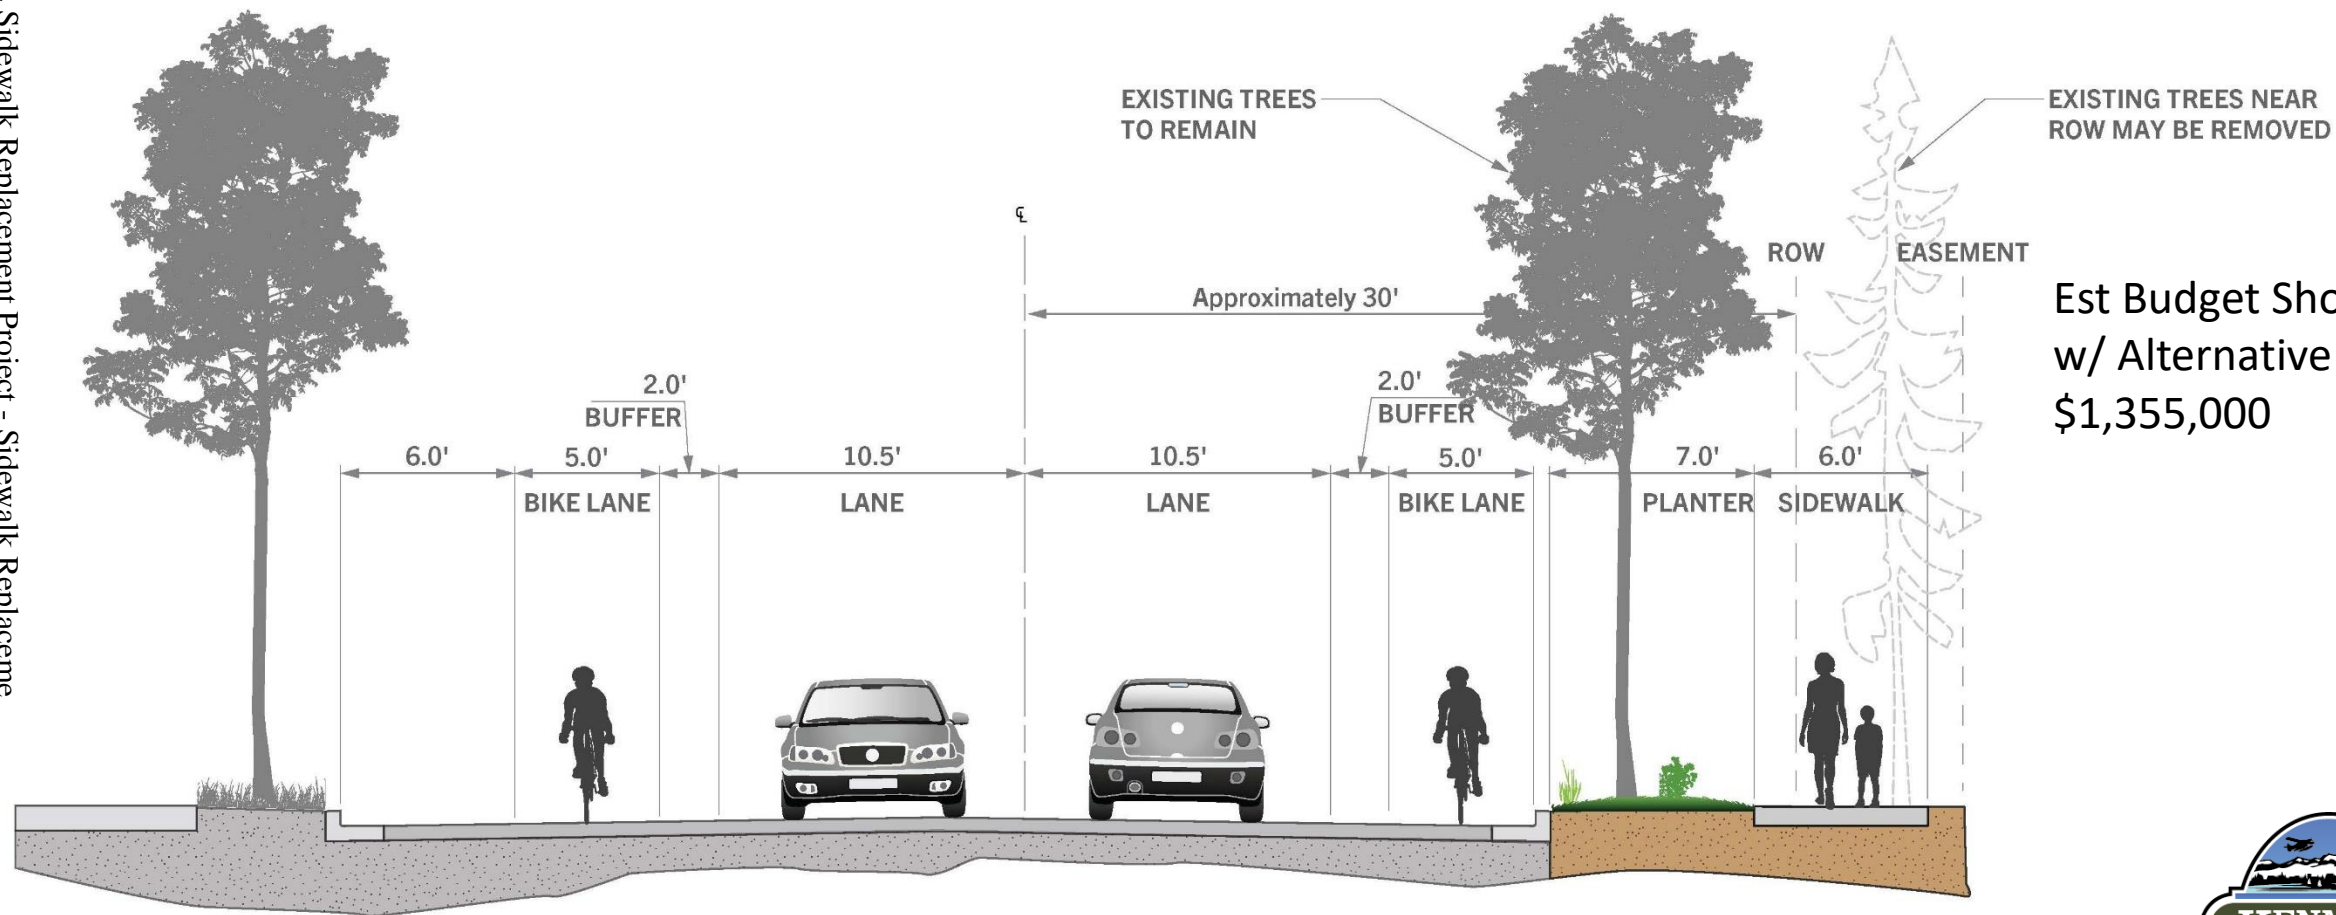 Sidewalk Replacement Project - Sidewalk
EXISTING TREES
TO REMAIN
EXISTING TREES NEAR
ROW MAY BE REMOVED
℄
ROW
EASEMENT
Approximately 30'
Est Budget
w/ Alternative
$1,355,000
2.0'
BUFFER
2.0'
BUFFER
6.0'
5.0'
10.5'
10.5'
5.0'
7.0'
6.0'
BIKE LANE
LANE
LANE
BIKE LANE
PLANTER
SIDEWALK